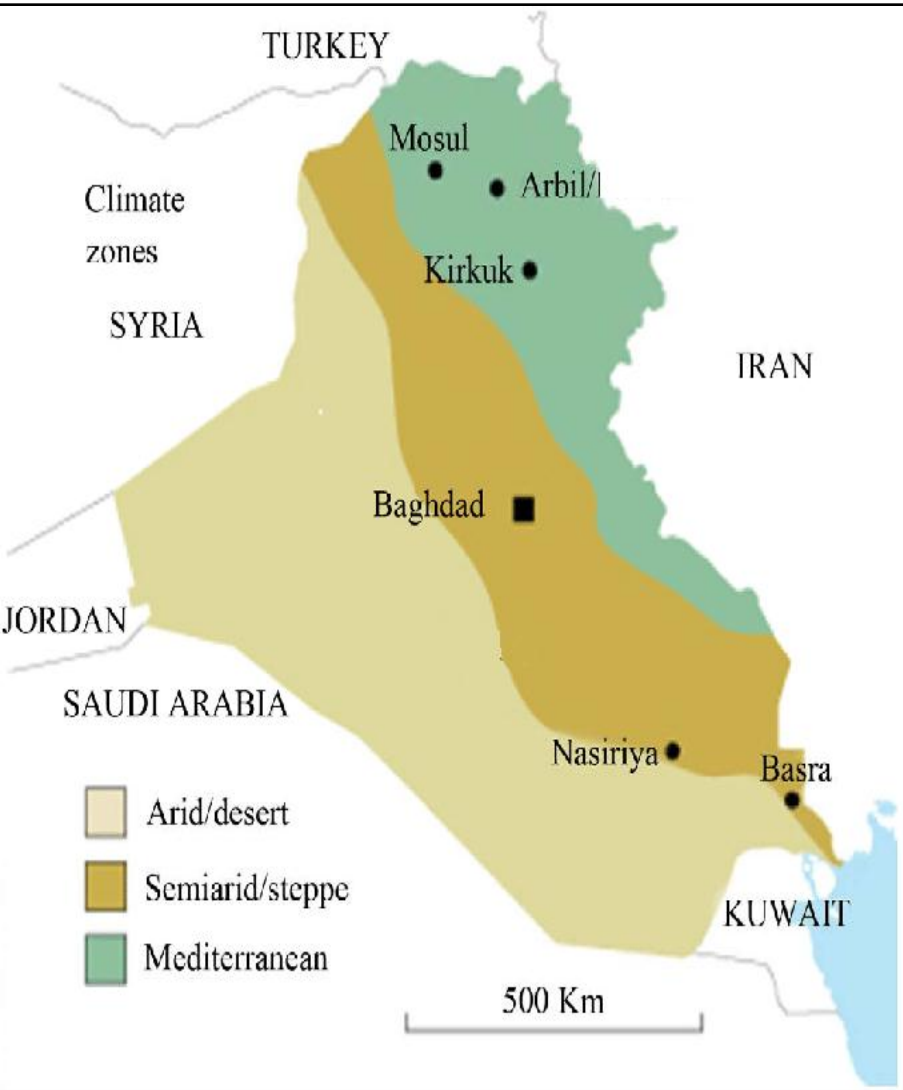 TURKEY
Mosul
Climate
zones
Arbil/
Kirkuk
SYRIA
IRAN
Baghdad
JORDAN
SAUDI ARABIA
Nasiriya
Basra
Arid/desert
Semiarid/steppe
KUWAIT
Mediterranean
500 Km